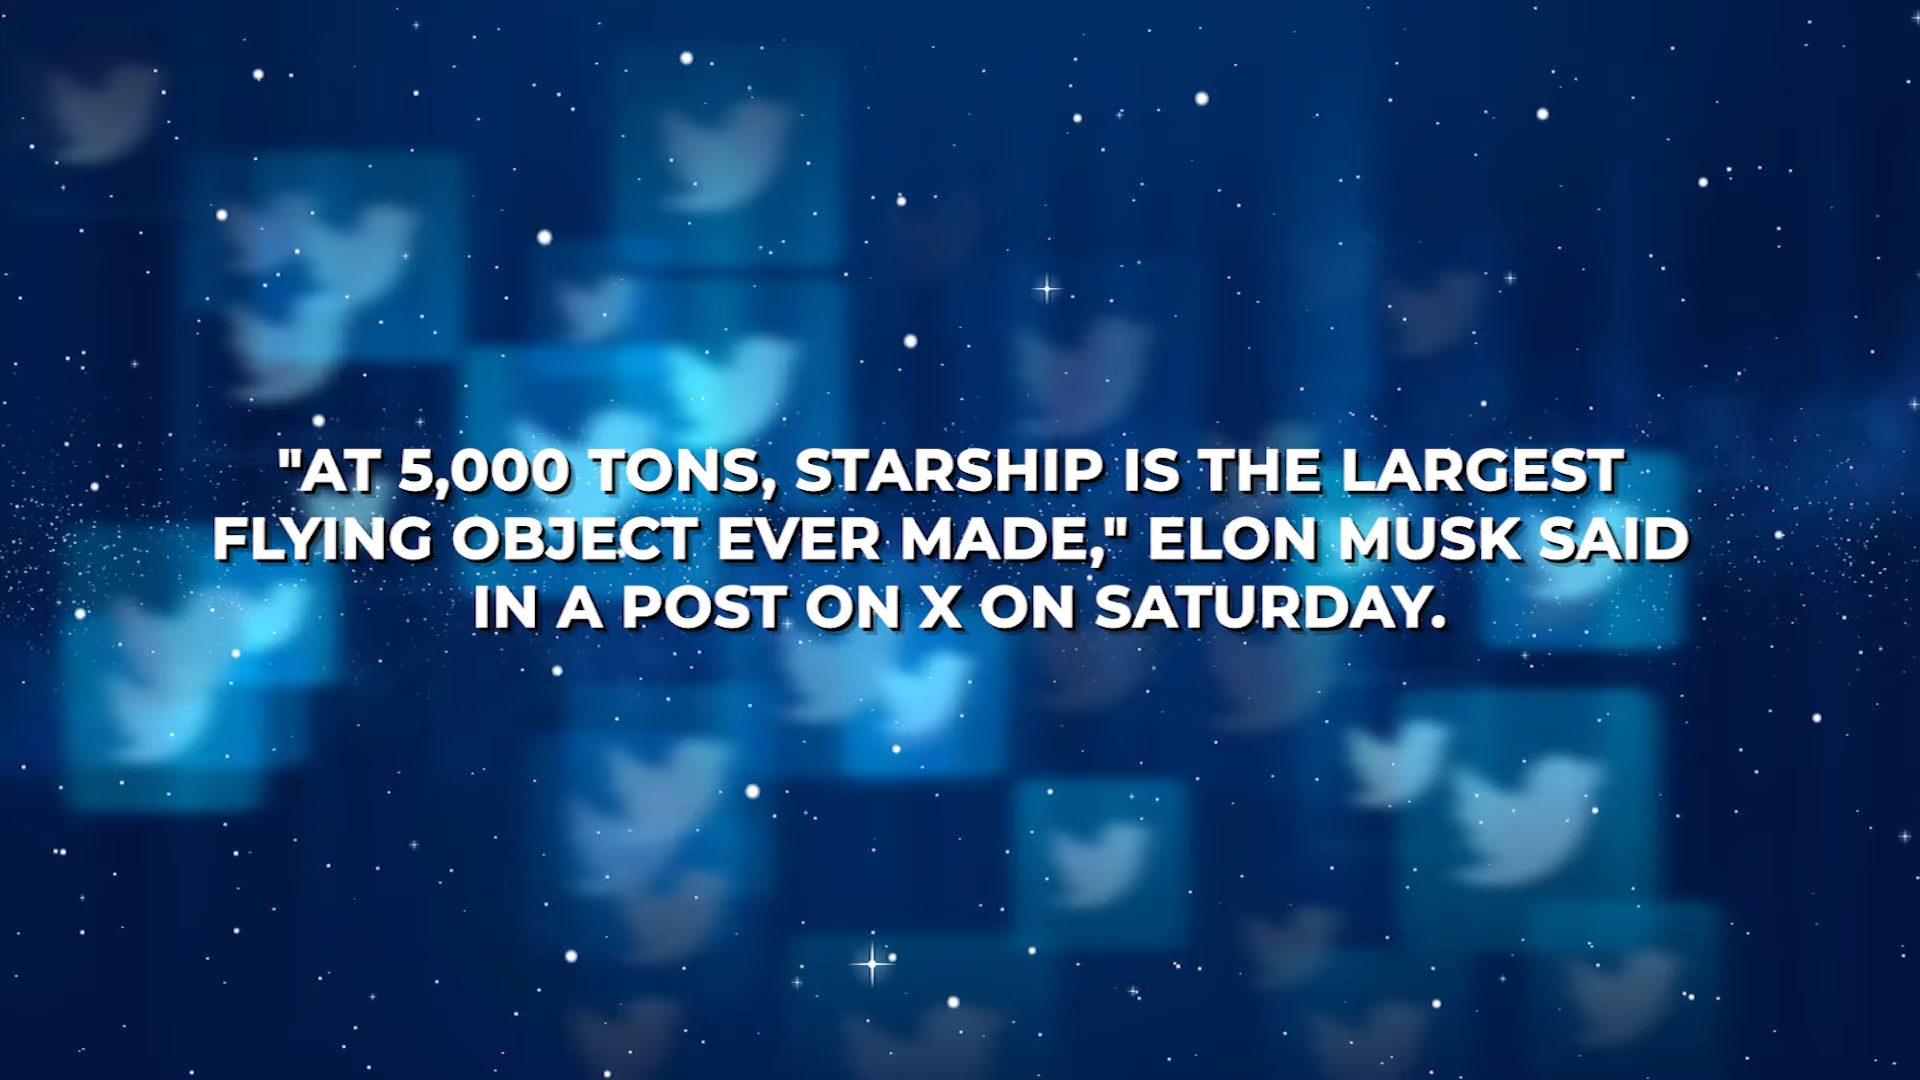 "AT 5,000 TONS, STARSHIP IS THE LARGEST
FLYING OBJECT EVER MADE," ELON MUSK SAID
IN A POST ON X ON SATURDAY.